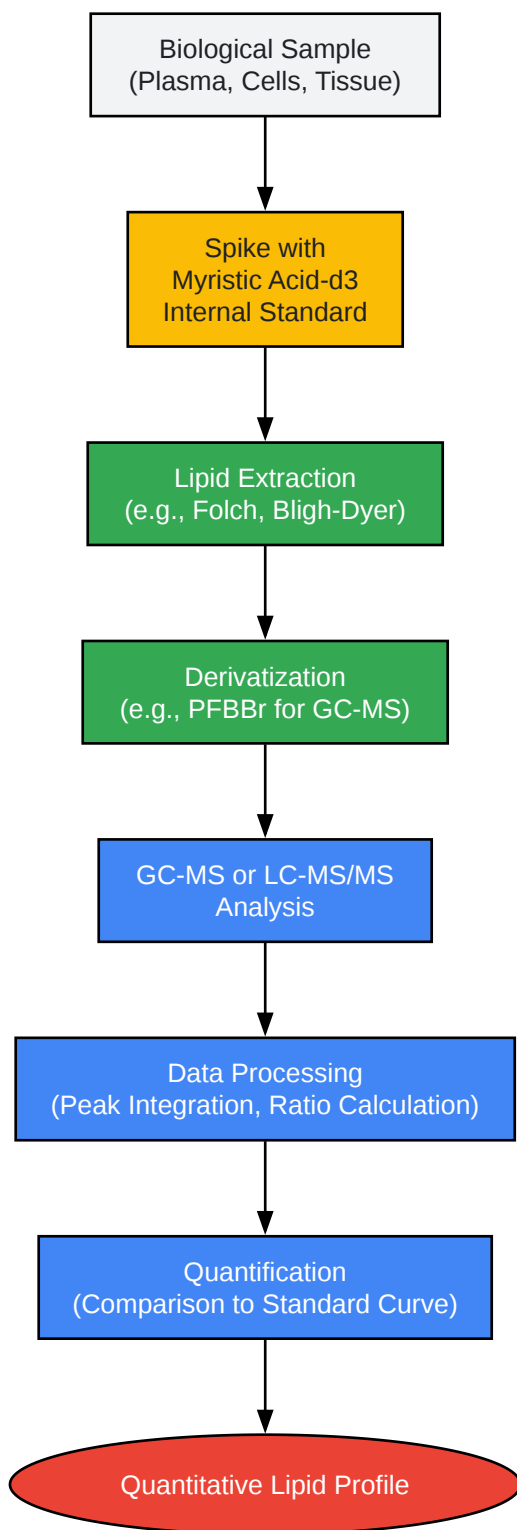 Biological Sample
(Plasma, Cells, Tissue)
Spike with
Myristic Acid-d3
Internal Standard
Lipid Extraction
(e.g., Folch, Bligh-Dyer)
Derivatization
(e.g., PFBBr for GC-MS)
GC-MS or LC-MS/MS
Analysis
Data Processing
(Peak Integration, Ratio Calculation)
Quantification
(Comparison to Standard Curve)
Quantitative Lipid Profile